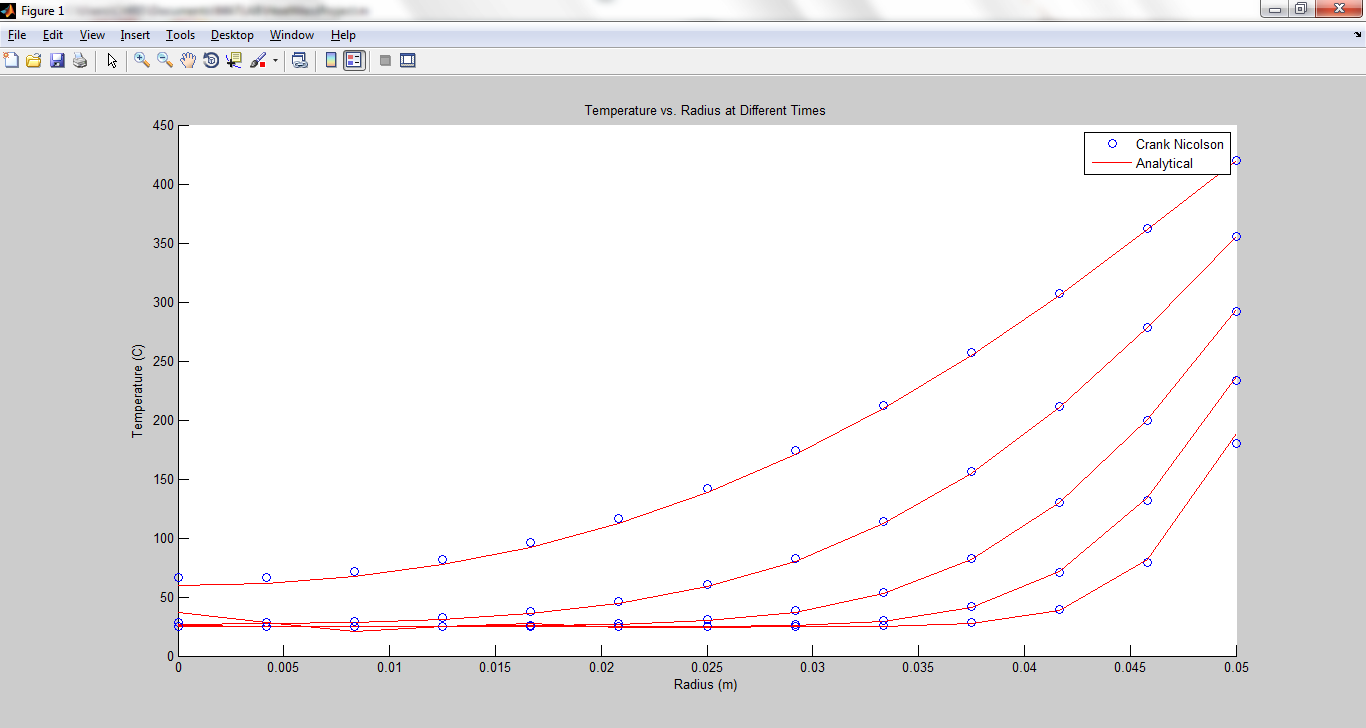 Figure 1
File Edit View Insert Tools Desktop Window Help
Temperature vs. Radius at Different Times
Crank Nicolson
Analytical
450
400
350
300
250
200
150
100
50
0
Temperature (C)
0 0.005 0.01 0.015 0.02 0.025 0.03 0.035 0.04 0.045 0.05
Radius (m)